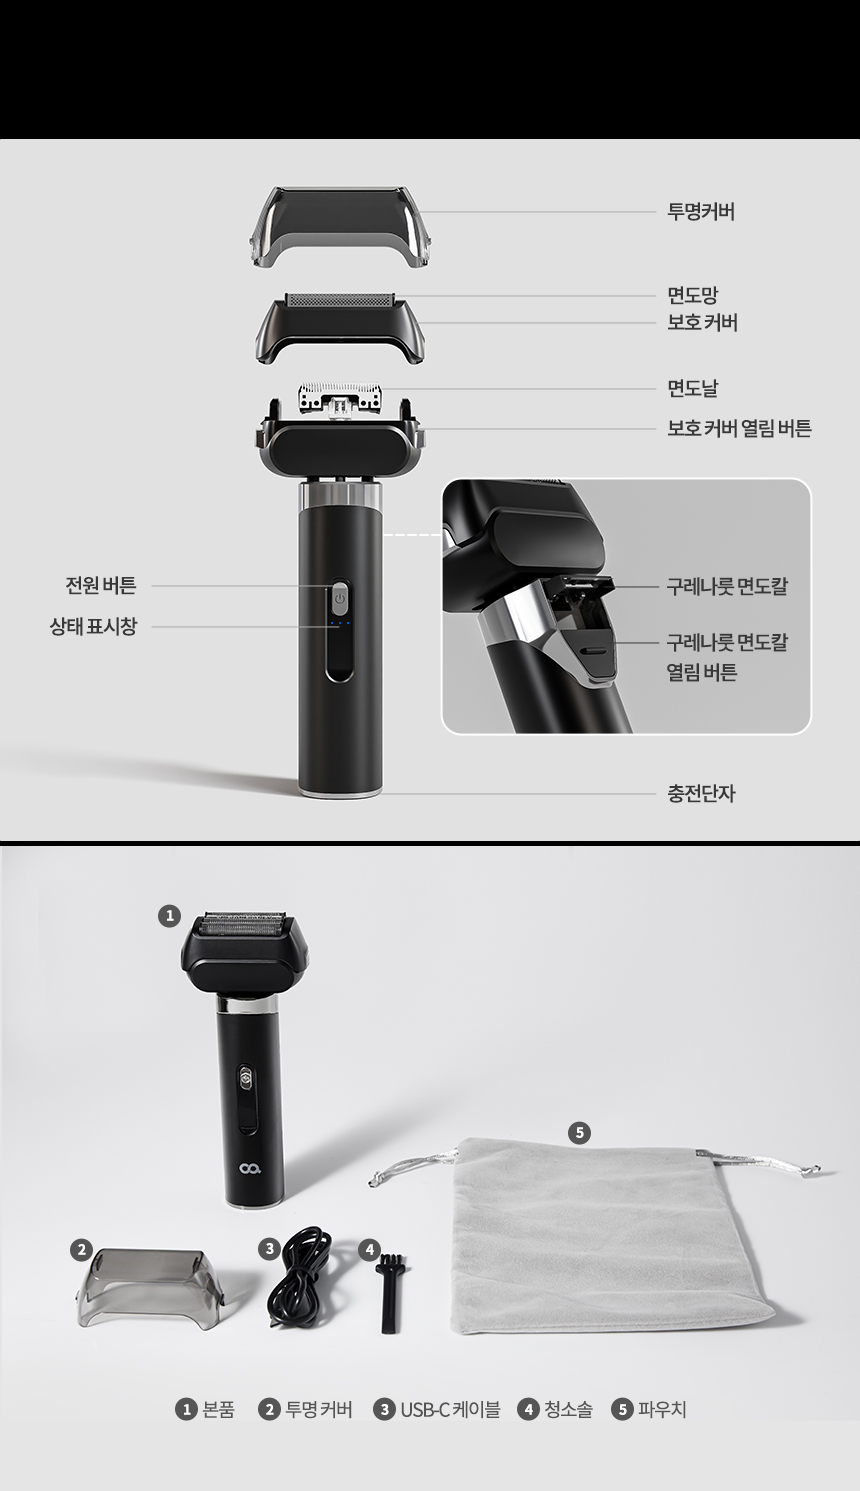 투명커버
면도망
보호 커버
면도날
보호 커버 열림 버튼
전원 버튼
상태 표시창
구레나룻 면도칼
구레나룻 면도칼
열림 버튼
충전단자
1
OO.
5
2
3
4
1 본품 2 투명 커버 3 USB-C 케이블 4 청소솔 5 파우치